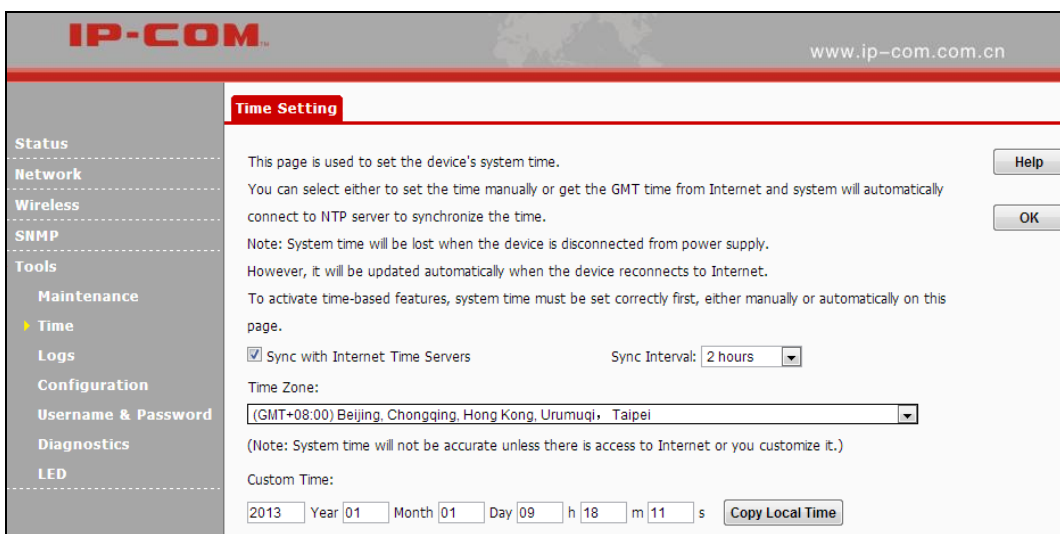 IP-COM™
www.ip-com.com.cn
Time Setting
Status
Network
Wireless
SNMP
Tools
Maintenance
Time
Logs
Configuration
Username & Password
Diagnostics
LED
This page is used to set the device's system time.
You can select either to set the time manually or get the GMT time from Internet and system will automatically
connect to NTP server to synchronize the time.
Note: System time will be lost when the device is disconnected from power supply.
However, it will be updated automatically when the device reconnects to Internet.
To activate time-based features, system time must be set correctly first, either manually or automatically on this
page.
Sync with Internet Time Servers Sync Interval: 2 hours
Time Zone:
(GMT+08:00) Beijing, Chongqing, Hong Kong, Urumuqi， Taipei
(Note: System time will not be accurate unless there is access to Internet or you customize it.)
Custom Time:
2013 Year 01 Month 01 Day 09 h 18 m 11 s Copy Local Time
Help
OK